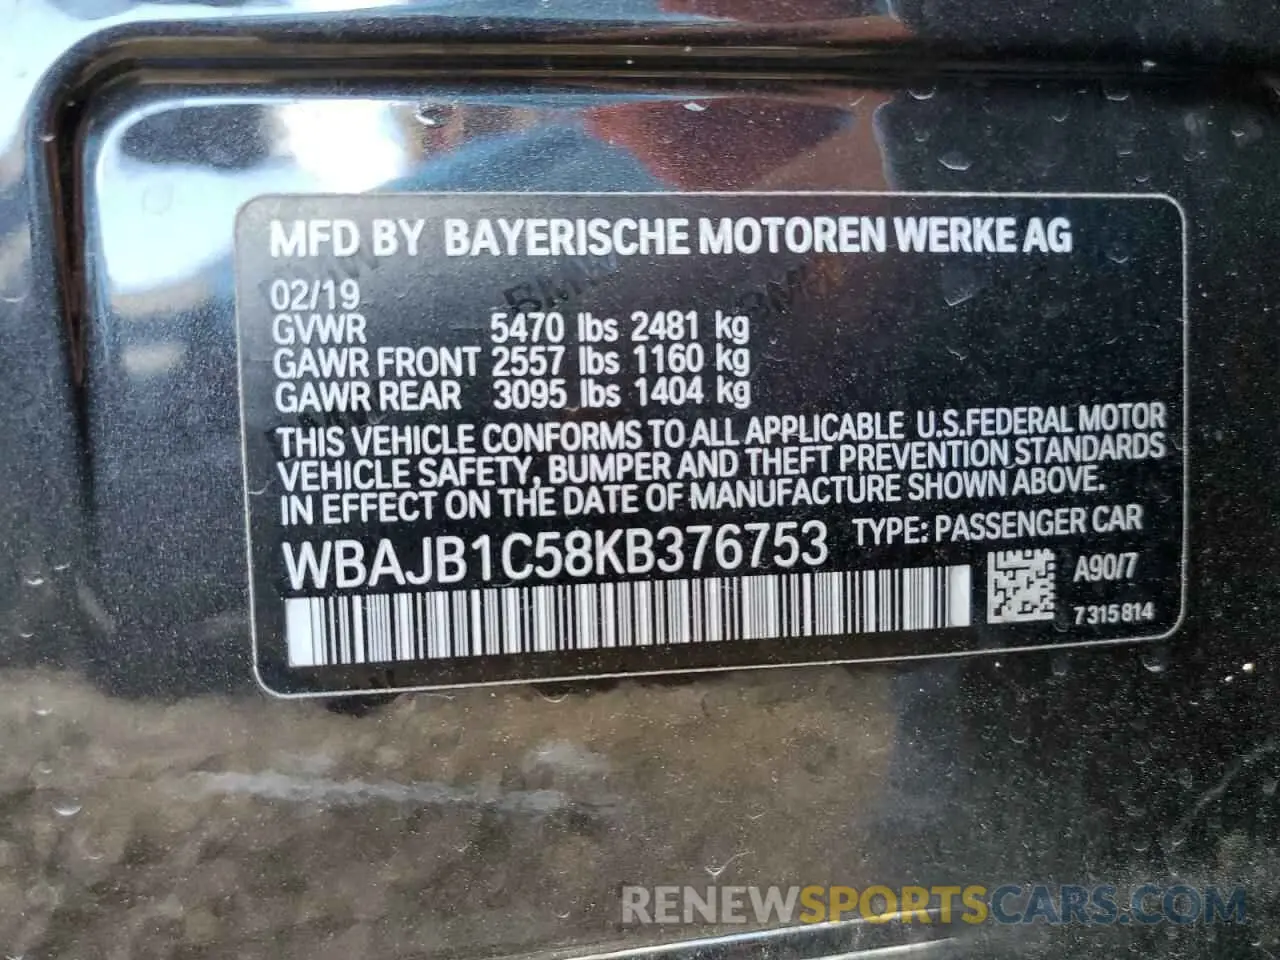 MFD BY BAYERISCHE MOTOREN WERKE AG
02/19
GVWR 5470 lbs 2481 kg
GAWR FRONT 2557 lbs 1160 kg
GAWR REAR 3095 lbs 1404 kg
THIS VEHICLE CONFORMS TO ALL APPLICABLE U.S.FEDERAL MOTOR
VEHICLE SAFETY, BUMPER AND THEFT PREVENTION STANDARDS
IN EFFECT ON THE DATE OF MANUFACTURE SHOWN ABOVE.
WBAJB1C58KB376753 TYPE: PASSENGER CAR
A90/7
7315814
RENEWSPORTSCARS.COM